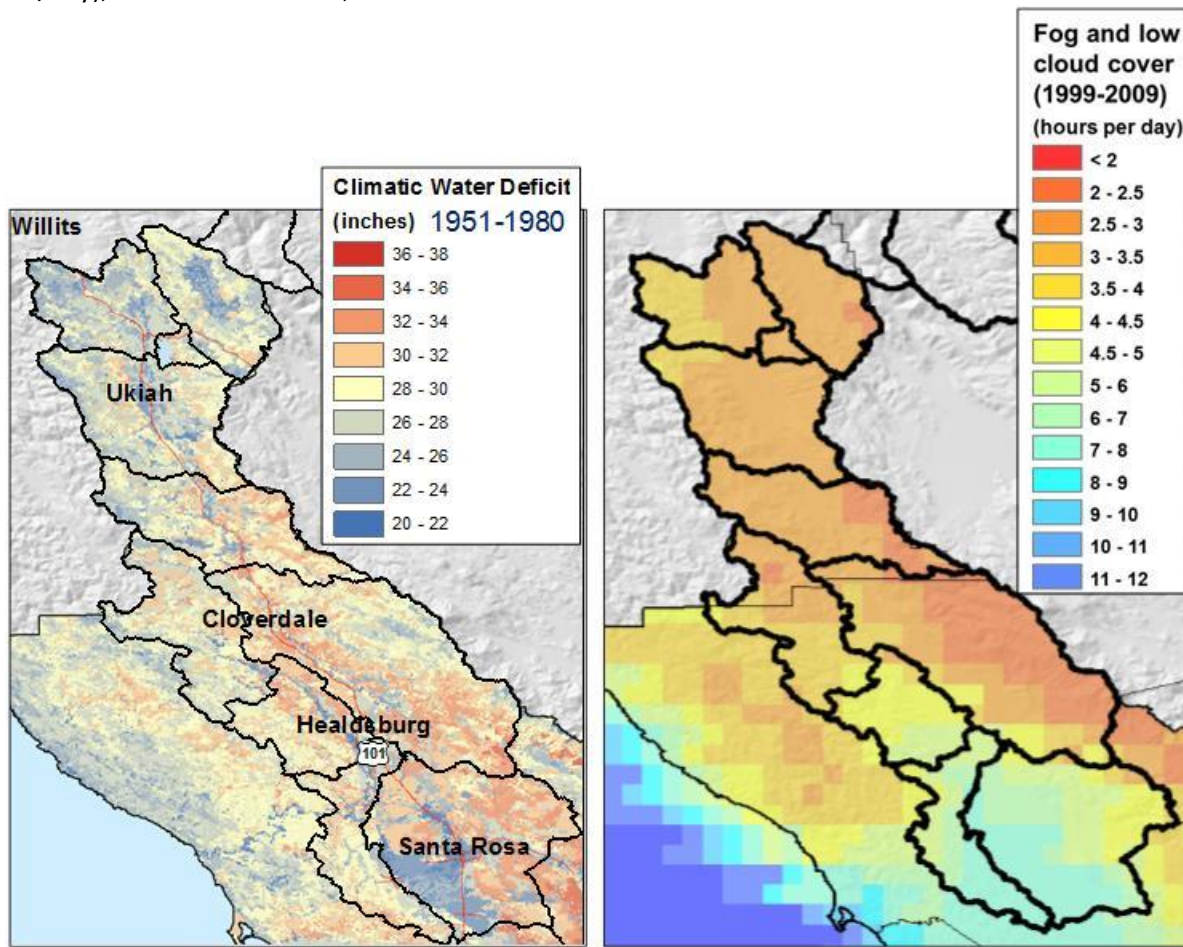 Fog and low
cloud cover
(1999-2009)
(hours per day)
< 2
2 - 2.5
2.5 - 3
3 - 3.5
3.5 - 4
4 - 4.5
4.5 - 5
5 - 6
6 - 7
7 - 8
8 - 9
9 - 10
10 - 11
11 - 12
Climatic Water Deficit
(inches) 1951-1980
36 - 38
34 - 36
32 - 34
30 - 32
28 - 30
26 - 28
24 - 26
22 - 24
20 - 22
Willits
Ukiah
Cloverdale
Healdsburg
101
Santa Rosa